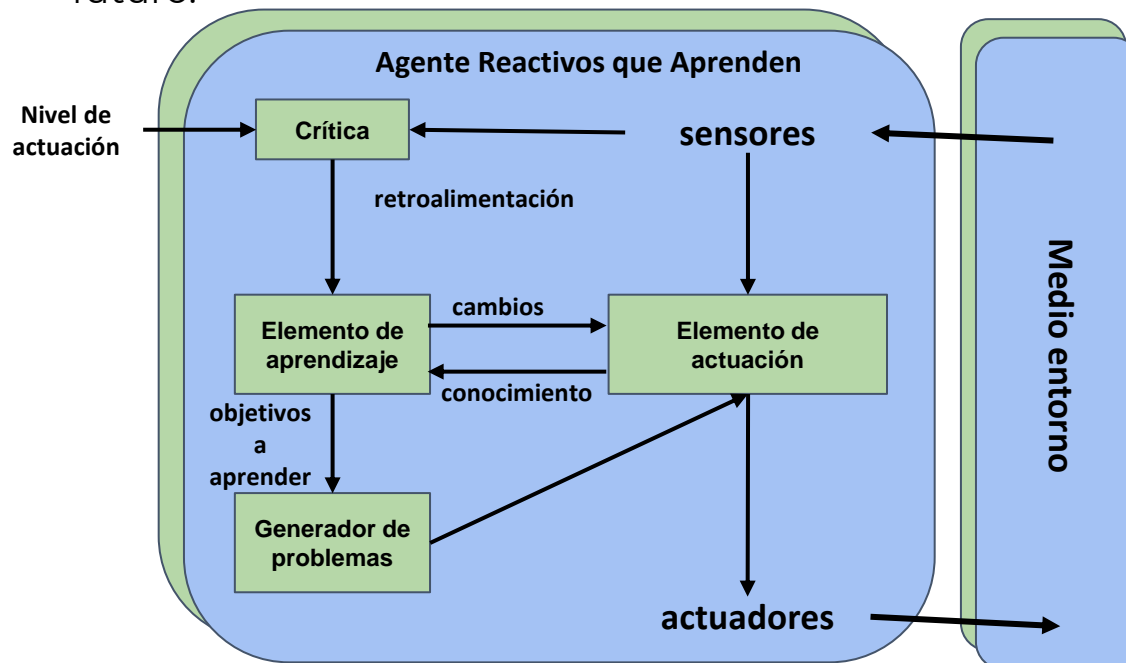 Agente Reactivos que Aprenden
Nivel de
actuación
Crítica
sensores
retroalimentación
cambios
Elemento de
aprendizaje
Elemento de
actuación
conocimiento
objetivos
a
aprender
Generador de
problemas
actuadores
Medio entorno